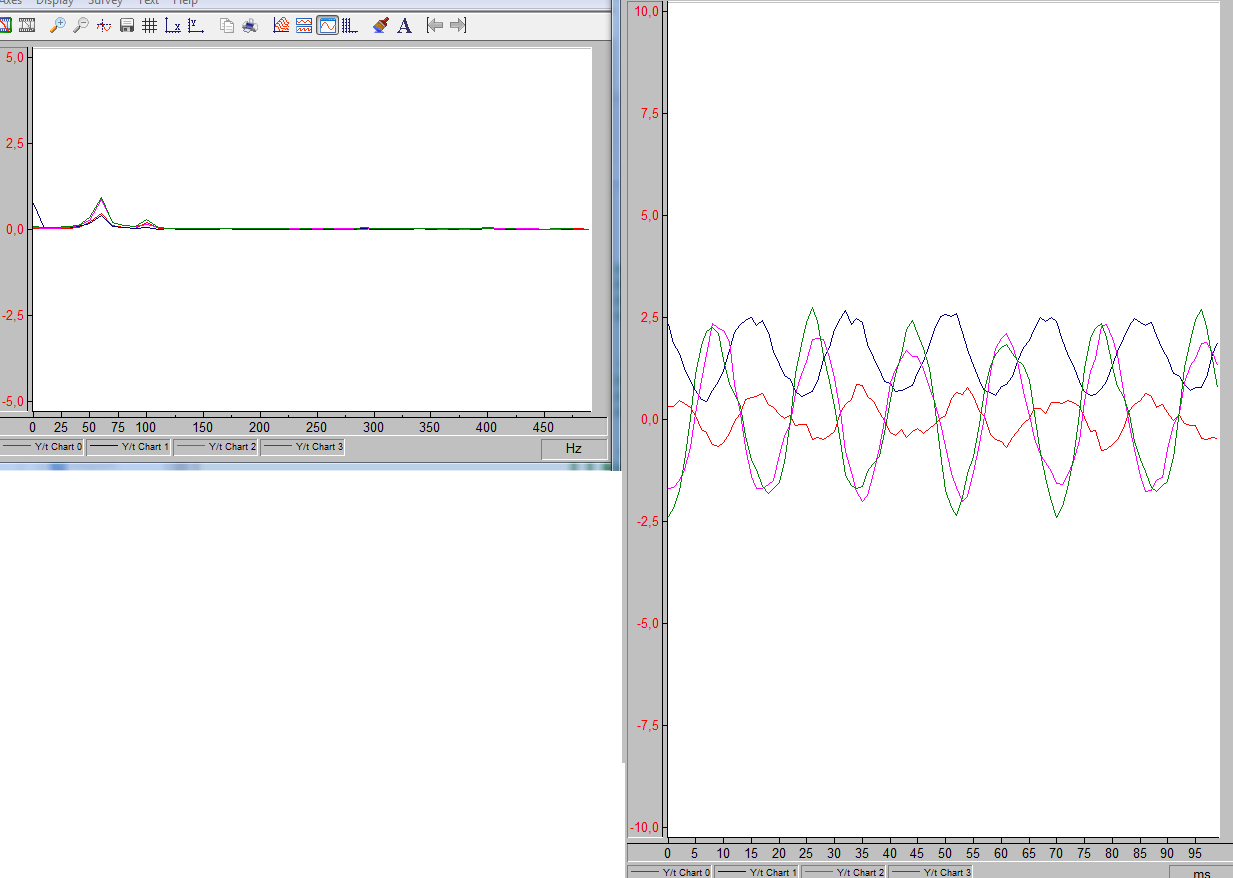 Axes Display Survey Text Help
A
5,0
2,5
0,0
-2,5
-5,0
0 25 50 75 100 150 200 250 300 350 400 450
Y/t Chart 0 Y/t Chart 1 Y/t Chart 2 Y/t Chart 3 Hz
10,0
7,5
5,0
2,5
0,0
-2,5
-5,0
-7,5
-10,0
0 5 10 15 20 25 30 35 40 45 50 55 60 65 70 75 80 85 90 95
Y/t Chart 0 Y/t Chart 1 Y/t Chart 2 Y/t Chart 3 ms